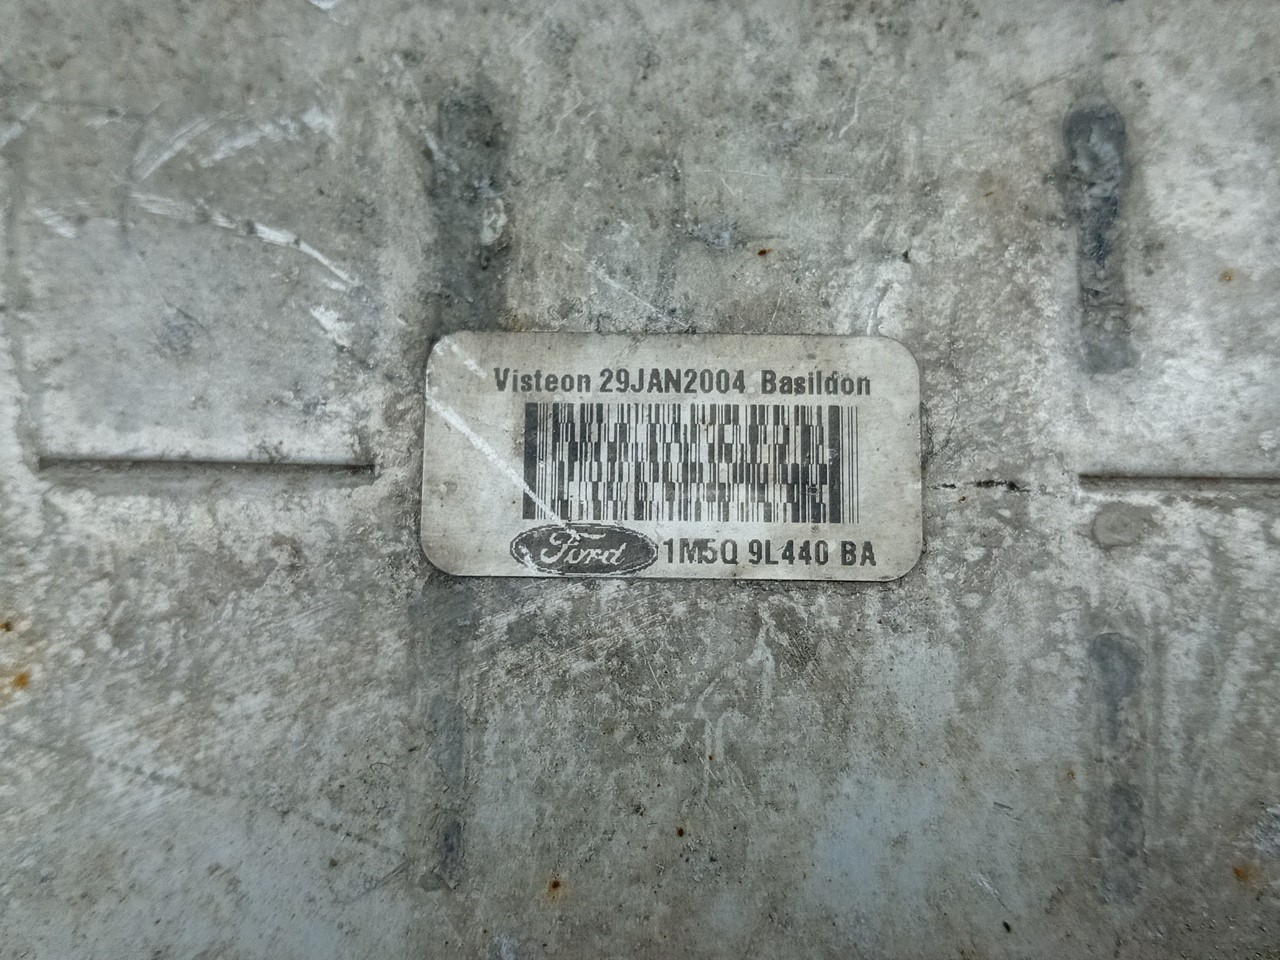 Visteon 29JAN2004 Basildon
Ford 1M5Q 9L440 BA